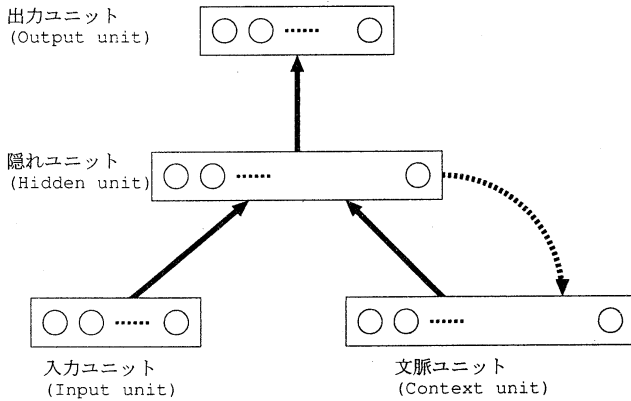 出力ユニット
(Output unit)
隠れユニット
(Hidden unit)
入力ユニット
(Input unit)
文脈ユニット
(Context unit)